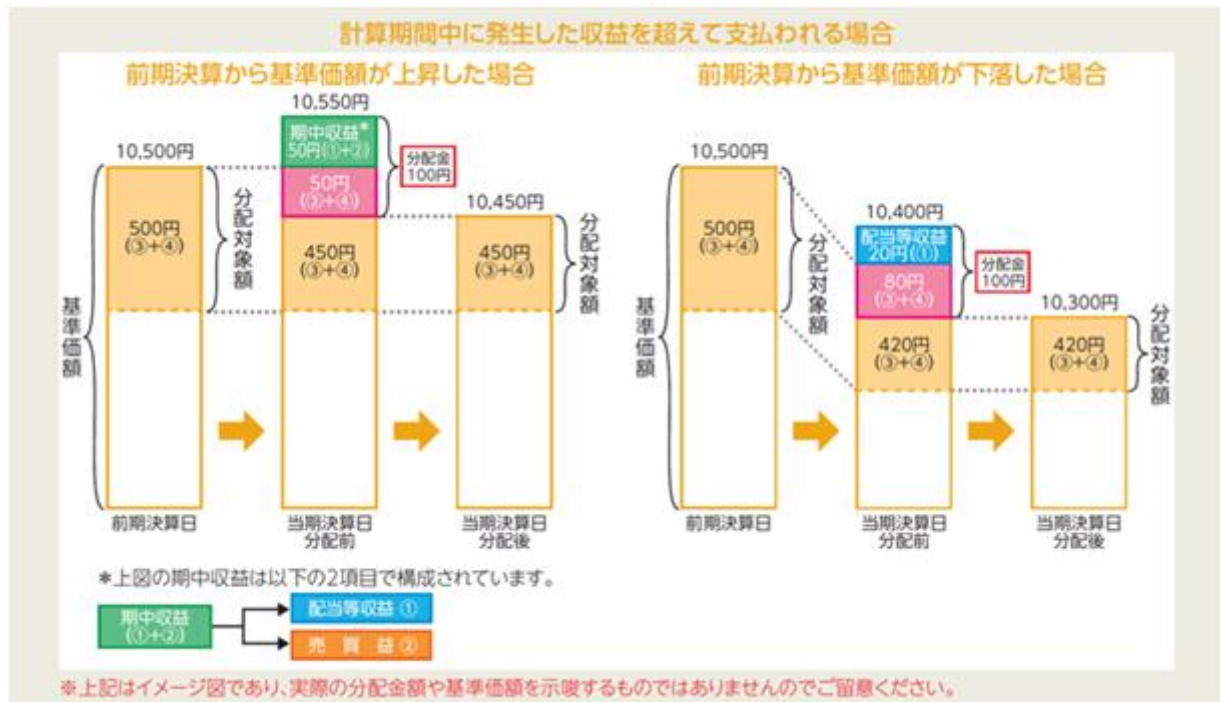 計算期間中に発生した収益を超えて支払われる場合
前期決算から基準価額が上昇した場合
10,500円
500円
(③+④)
分配対象額
基準価額
前期決算日
10,550円
期中収益*
50円(①+②)
50円
(③+④)
分配金
100円
450円
(③+④)
当期決算日
分配前
10,450円
450円
(③+④)
分配対象額
当期決算日
分配後
前期決算から基準価額が下落した場合
10,500円
500円
(③+④)
分配対象額
基準価額
前期決算日
10,400円
配当等収益
20円(①)
80円
(③+④)
分配金
100円
420円
(③+④)
当期決算日
分配前
10,300円
420円
(③+④)
分配対象額
当期決算日
分配後
*上図の期中収益は以下の2項目で構成されています。
期中収益
(①+②)
配当等収益 ①
売 買 益 ②
※上記はイメージ図であり、実際の分配金額や基準価額を示唆するものではありませんのでご留意ください。